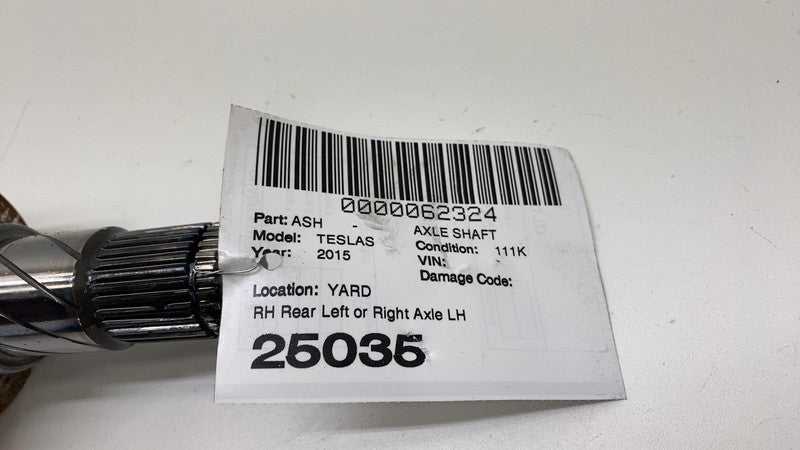 0000062324
Part: ASH - AXLE SHAFT
Model: TESLAS Condition: 111K
Year: 2015 VIN:
Damage Code:
Location: YARD
RH Rear Left or Right Axle LH
25035